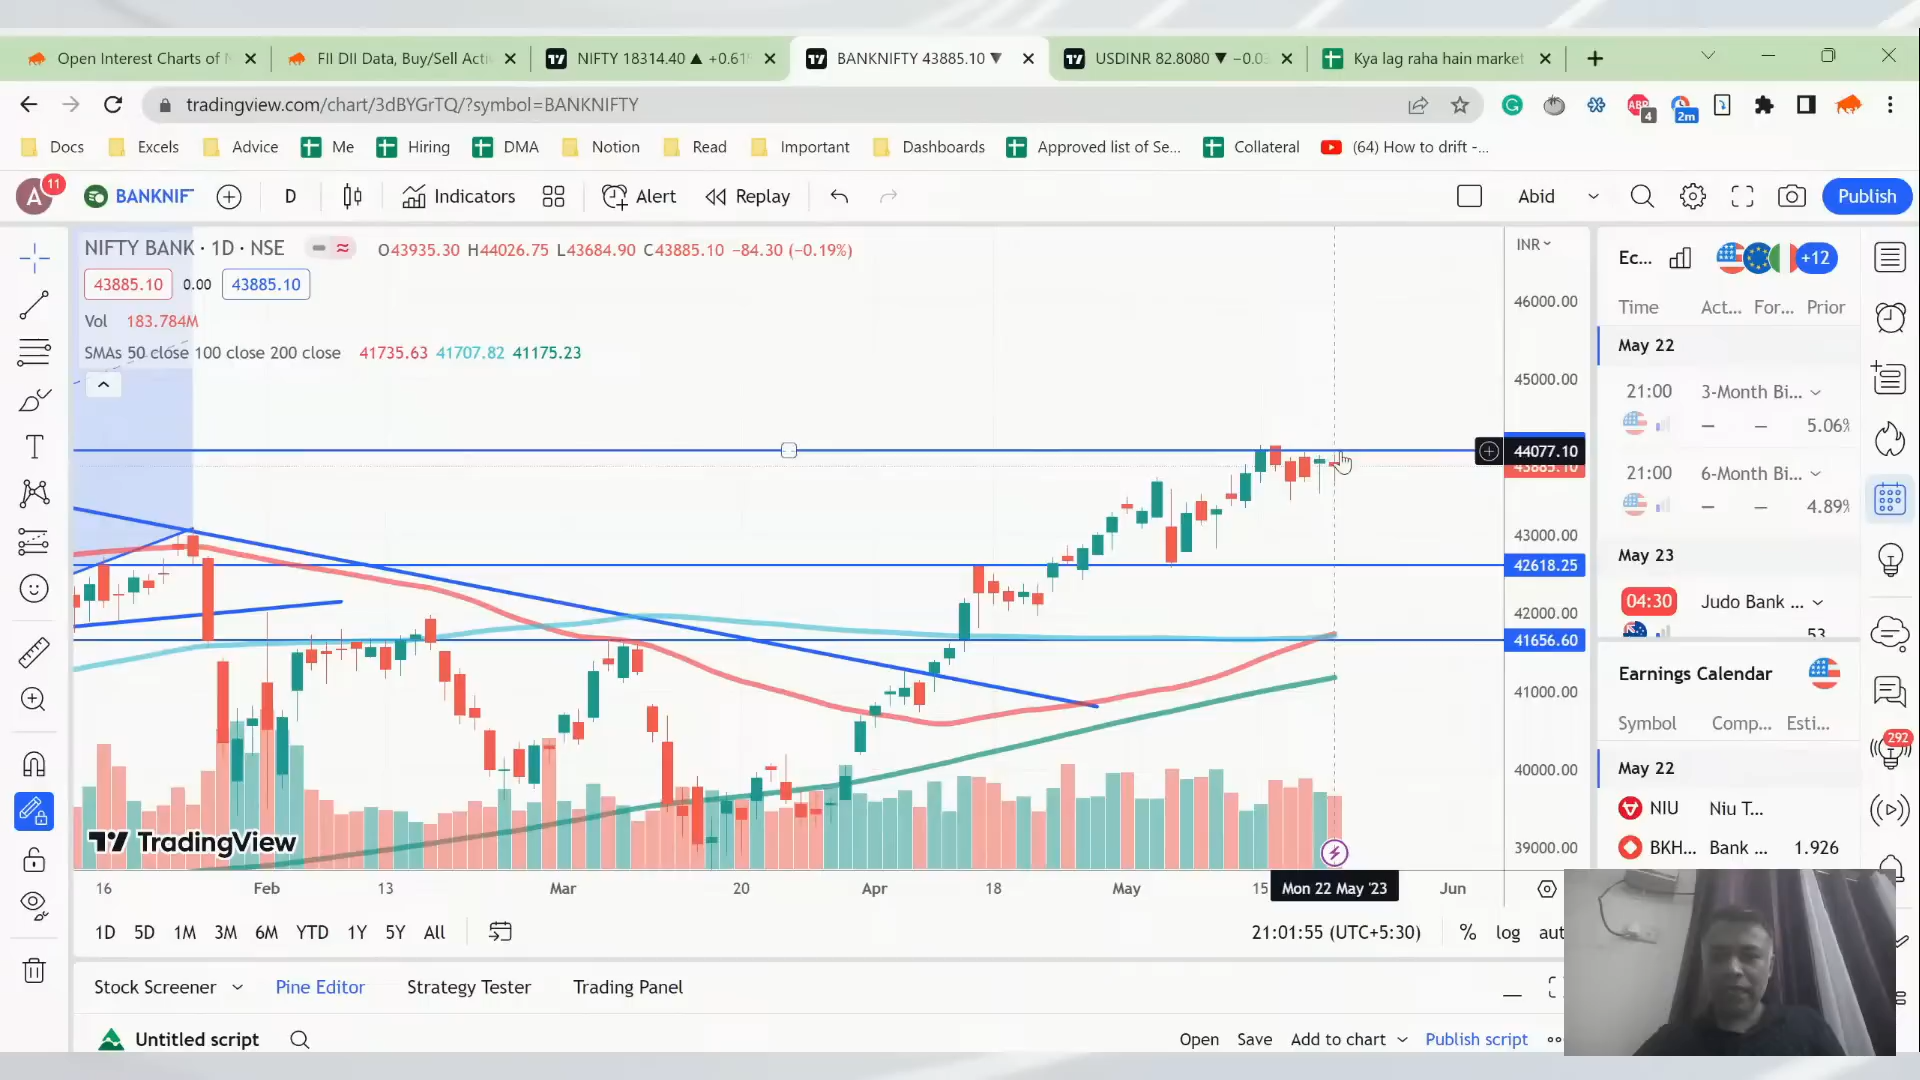 Open Interest Charts of N
FII DII Data, Buy/Sell Acti
NIFTY 18314.40 ▲ +0.61%
BANKNIFTY 43885.10 ▼
USDINR 82.8080 ▼ −0.03
Kya lag raha hain market
tradingview.com/chart/3dBYGrTQ/?symbol=BANKNIFTY
ABP
4
2m
Docs
Excels
Advice
Me
Hiring
DMA
Notion
Read
Important
Dashboards
Approved list of Se...
Collateral
(64) How to drift -...
A
11
BANKNIF
D
Indicators
Alert
Replay
Abid
Publish
NIFTY BANK · 1D · NSE
O43935.30 H44026.75 L43684.90 C43885.10 −84.30 (−0.19%)
43885.10 0.00 43885.10
Vol 183.784M
SMAs 50 close 100 close 200 close 41735.63 41707.82 41175.23
INR
46000.00
45000.00
44077.10
43885.10
43000.00
42618.25
42000.00
41656.60
41000.00
40000.00
39000.00
TradingView
16 Feb 13 Mar 20 Apr 18 May 15 Mon 22 May '23 Jun
1D 5D 1M 3M 6M YTD 1Y 5Y All
21:01:55 (UTC+5:30) % log aut
Stock Screener Pine Editor Strategy Tester Trading Panel
Untitled script
Open Save Add to chart Publish script
Ec...
+12
Time Act... For... Prior
May 22
21:00 3-Month Bi...
— — 5.06%
21:00 6-Month Bi...
— — 4.89%
May 23
04:30 Judo Bank ...
53
Earnings Calendar
Symbol Comp... Esti...
May 22
NIU Niu T...
BKH... Bank ... 1.926
292